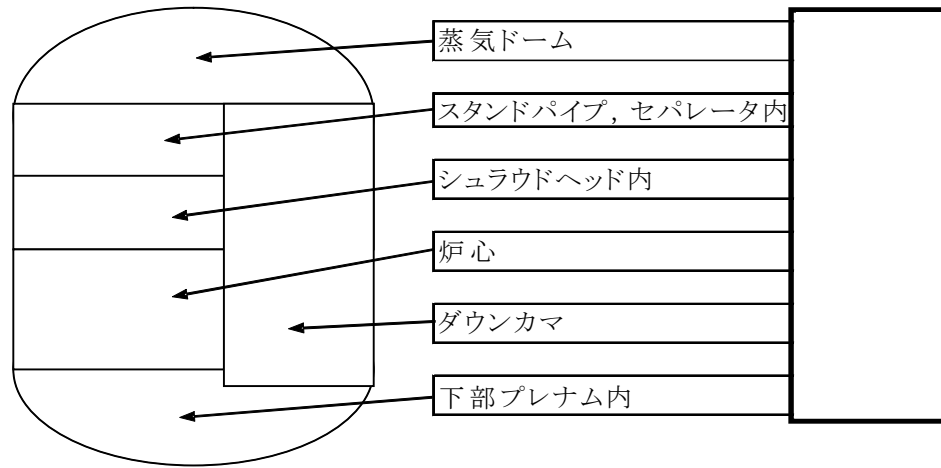 蒸気ドーム
スタンドパイプ, セパレータ内
シュラウドヘッド内
炉心
ダウンカマ
下部プレナム内